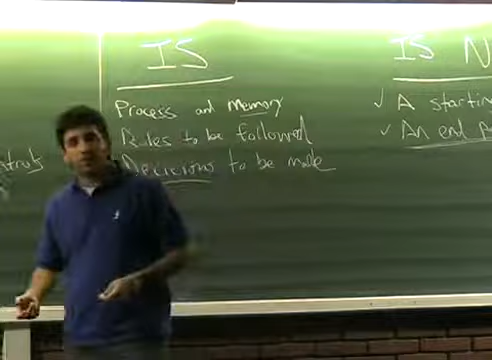 IS
Process and memory
Rules to be followed
Decisions to be made
IS N
✓ A startin
✓ An end